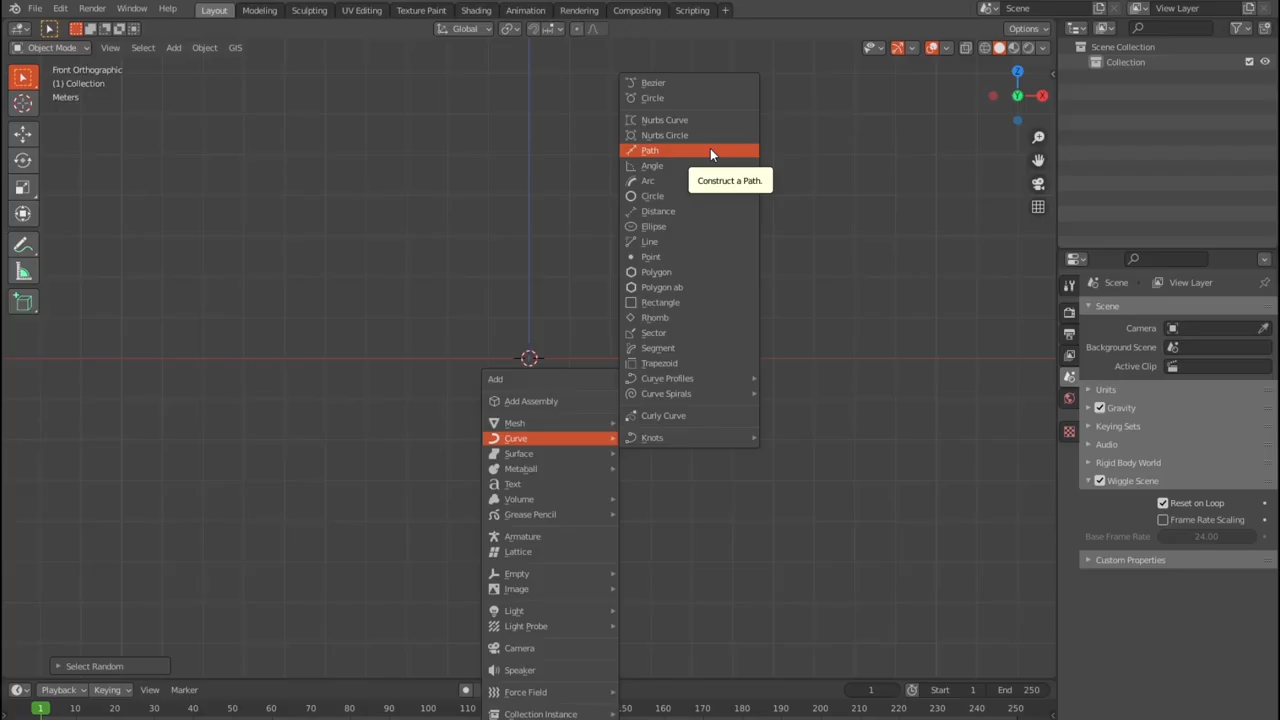 File Edit Render Window Help Layout Modeling Sculpting UV Editing Texture Paint Shading Animation Rendering Compositing Scripting + Scene View Layer
Global Options
Object Mode View Select Add Object GIS
Scene Collection
Collection
Front Orthographic
(1) Collection
Meters
Z
Y
X
Bezier
Circle
Nurbs Curve
Nurbs Circle
Path
Angle
Arc
Circle
Distance
Ellipse
Line
Point
Polygon
Polygon ab
Rectangle
Rhomb
Sector
Segment
Trapezoid
Curve Profiles
Curve Spirals
Curly Curve
Knots
Construct a Path.
Add
Add Assembly
Mesh
Curve
Surface
Metaball
Text
Volume
Grease Pencil
Armature
Lattice
Empty
Image
Light
Light Probe
Camera
Speaker
Force Field
Collection Instance
Scene View Layer
Scene
Camera
Background Scene
Active Clip
Units
Gravity
Keying Sets
Audio
Rigid Body World
Wiggle Scene
Reset on Loop
Frame Rate Scaling
Base Frame Rate 24.00
Custom Properties
Select Random
Playback Keying View Marker 1 Start 1 End 250
1 10 20 30 40 50 60 70 80 90 100 110 150 160 170 180 190 200 210 220 230 240 250